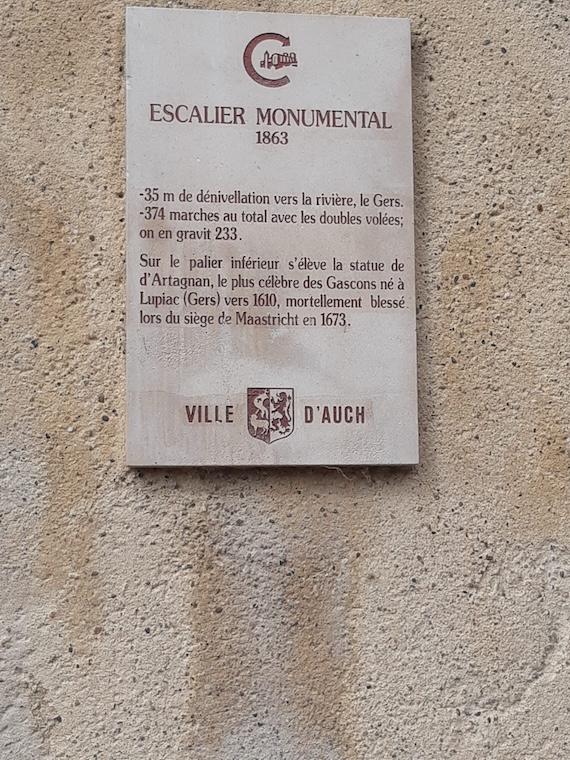 ESCALIER MONUMENTAL
1863
-35 m de dénivellation vers la rivière, le Gers.
-374 marches au total avec les doubles volées;
on en gravit 233.
Sur le palier inférieur s'élève la statue de
d'Artagnan, le plus célèbre des Gascons né à
Lupiac (Gers) vers 1610, mortellement blessé
lors du siège de Maastricht en 1673.
VILLE D'AUCH